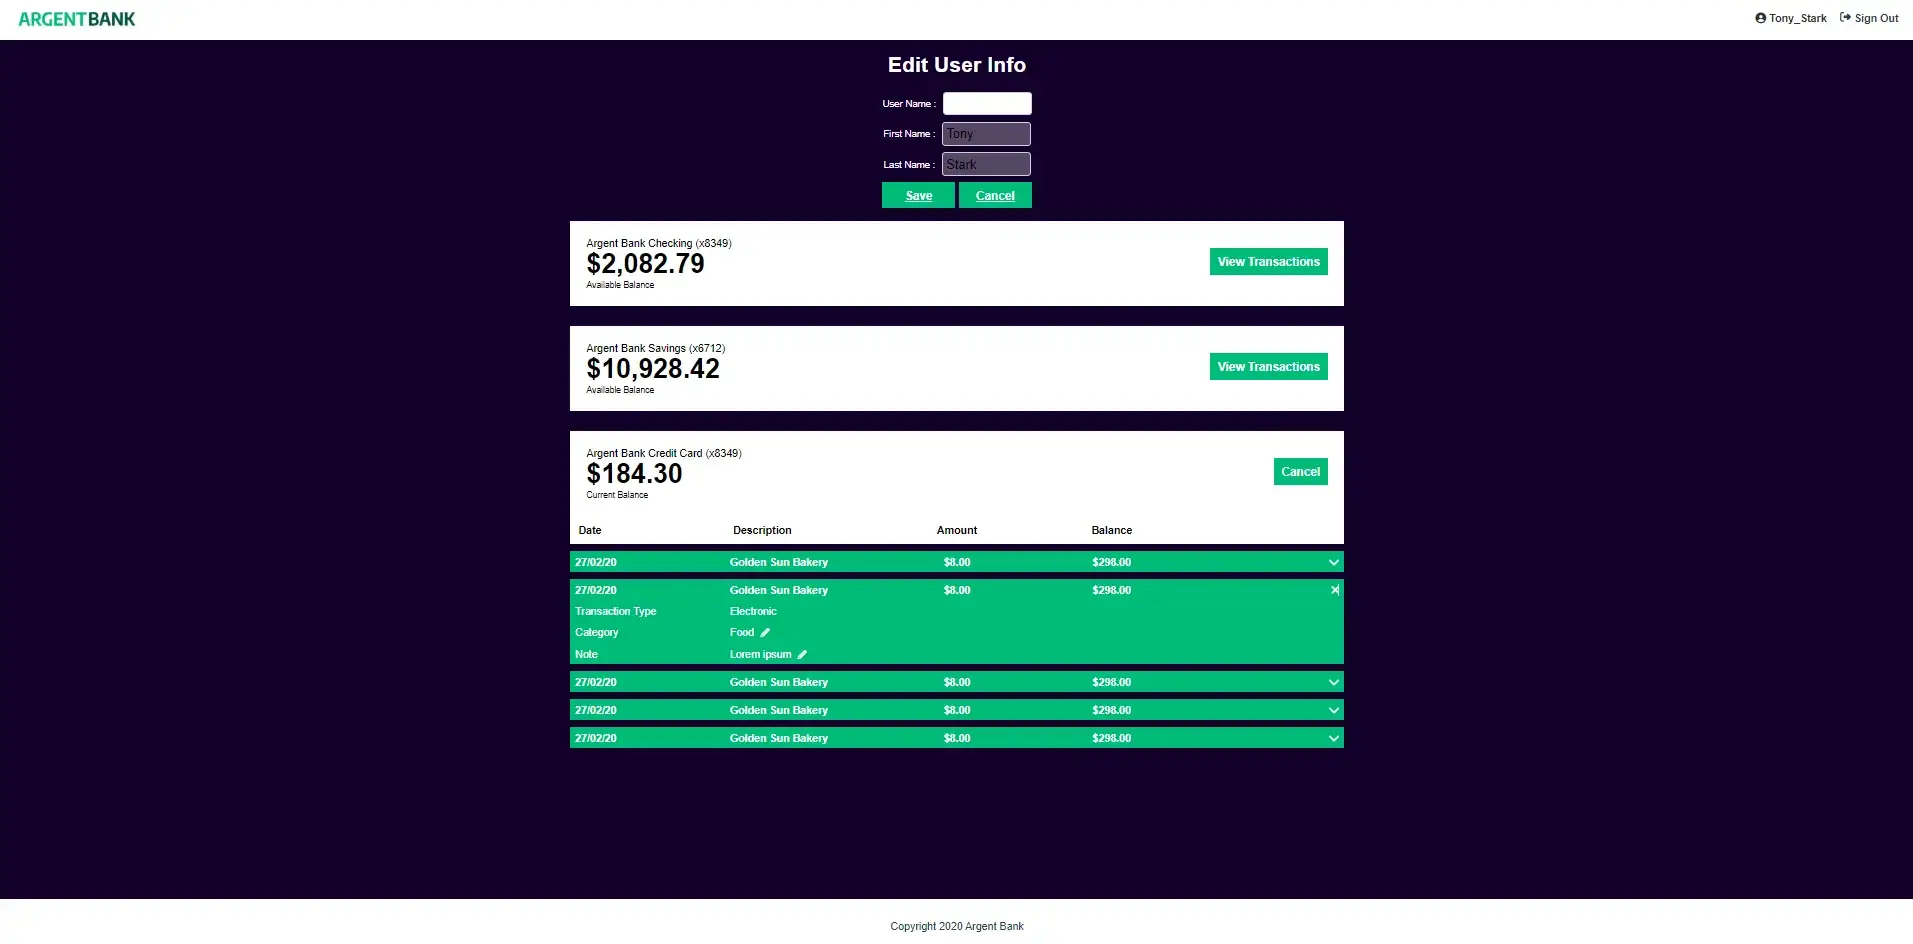 ARGENTBANK Tony_Stark Sign Out
Edit User Info
User Name :
First Name : Tony
Last Name : Stark
Save Cancel
Argent Bank Checking (x8349)
$2,082.79
Available Balance
View Transactions
Argent Bank Savings (x6712)
$10,928.42
Available Balance
View Transactions
Argent Bank Credit Card (x8349)
$184.30
Current Balance
Cancel
Date Description Amount Balance
27/02/20 Golden Sun Bakery $8.00 $298.00
27/02/20 Golden Sun Bakery $8.00 $298.00
Transaction Type Electronic
Category Food
Note Lorem ipsum
27/02/20 Golden Sun Bakery $8.00 $298.00
27/02/20 Golden Sun Bakery $8.00 $298.00
27/02/20 Golden Sun Bakery $8.00 $298.00
Copyright 2020 Argent Bank